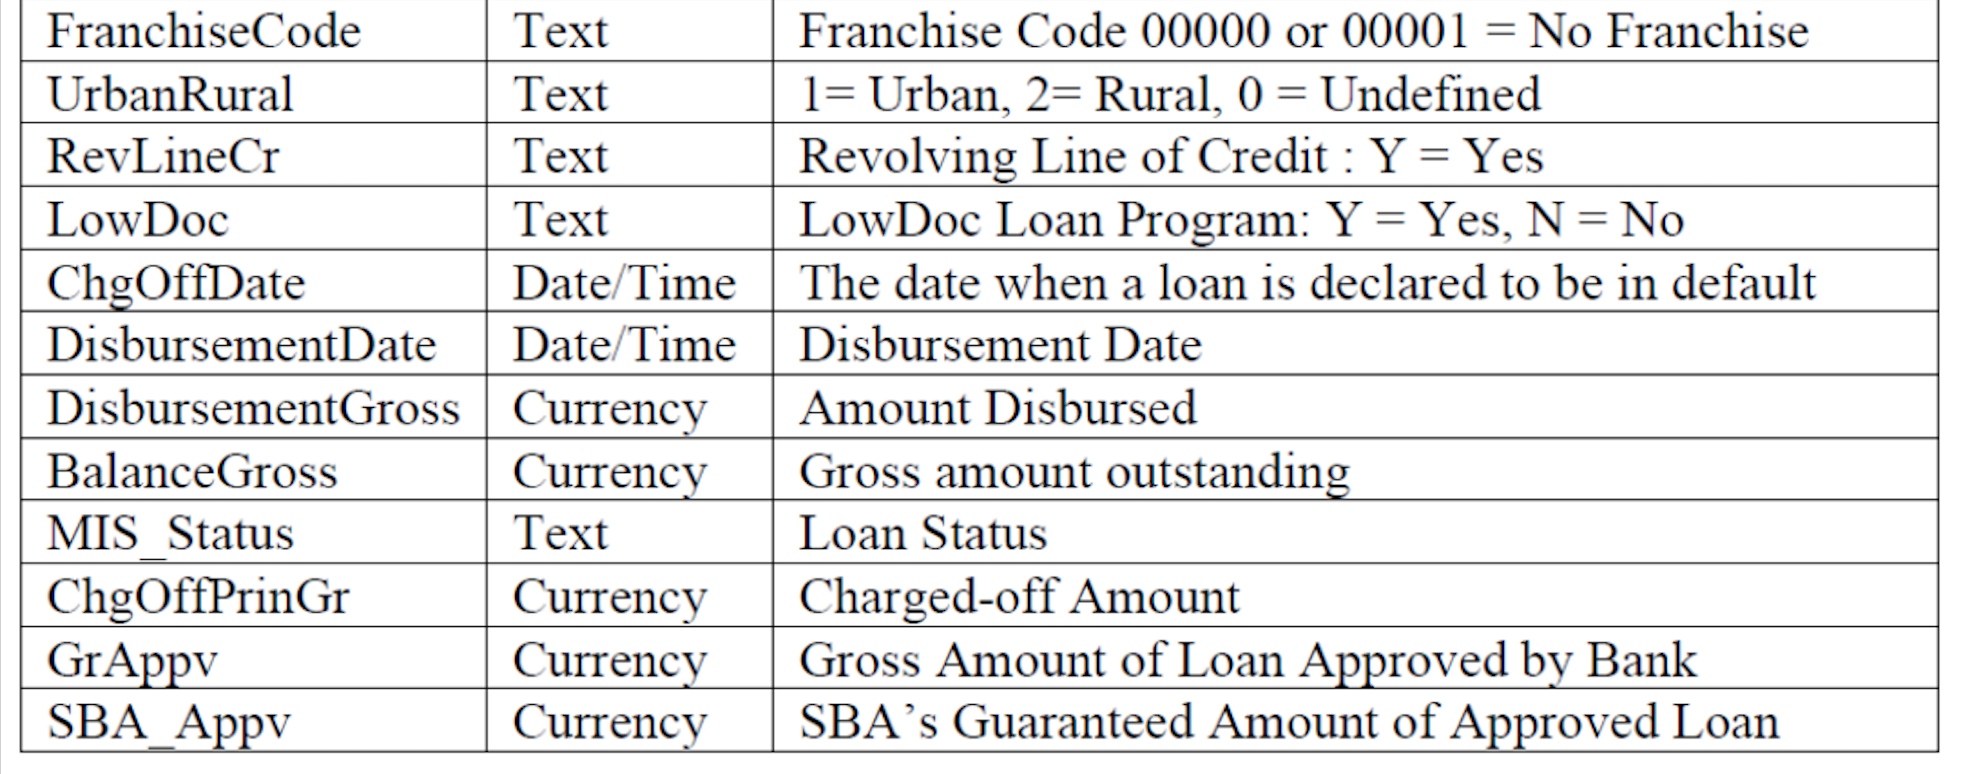 FranchiseCode Text Franchise Code 00000 or 00001 = No Franchise
UrbanRural Text 1= Urban, 2= Rural, 0 = Undefined
RevLineCr Text Revolving Line of Credit : Y = Yes
LowDoc Text LowDoc Loan Program: Y = Yes, N = No
ChgOffDate Date/Time The date when a loan is declared to be in default
DisbursementDate Date/Time Disbursement Date
DisbursementGross Currency Amount Disbursed
BalanceGross Currency Gross amount outstanding
MIS_Status Text Loan Status
ChgOffPrinGr Currency Charged-off Amount
GrAppv Currency Gross Amount of Loan Approved by Bank
SBA_Appv Currency SBA’s Guaranteed Amount of Approved Loan